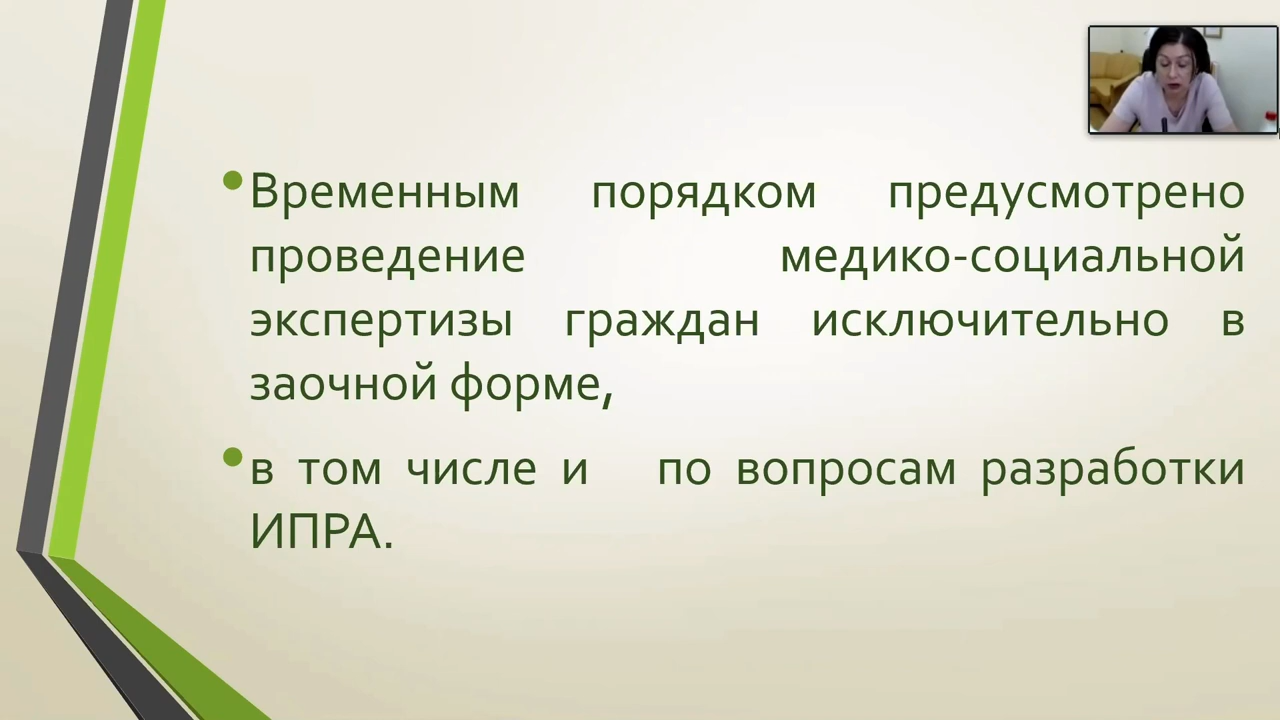 •Временным порядком предусмотрено
проведение медико-социальной
экспертизы граждан исключительно в
заочной форме,
•в том числе и по вопросам разработки
ИПРА.